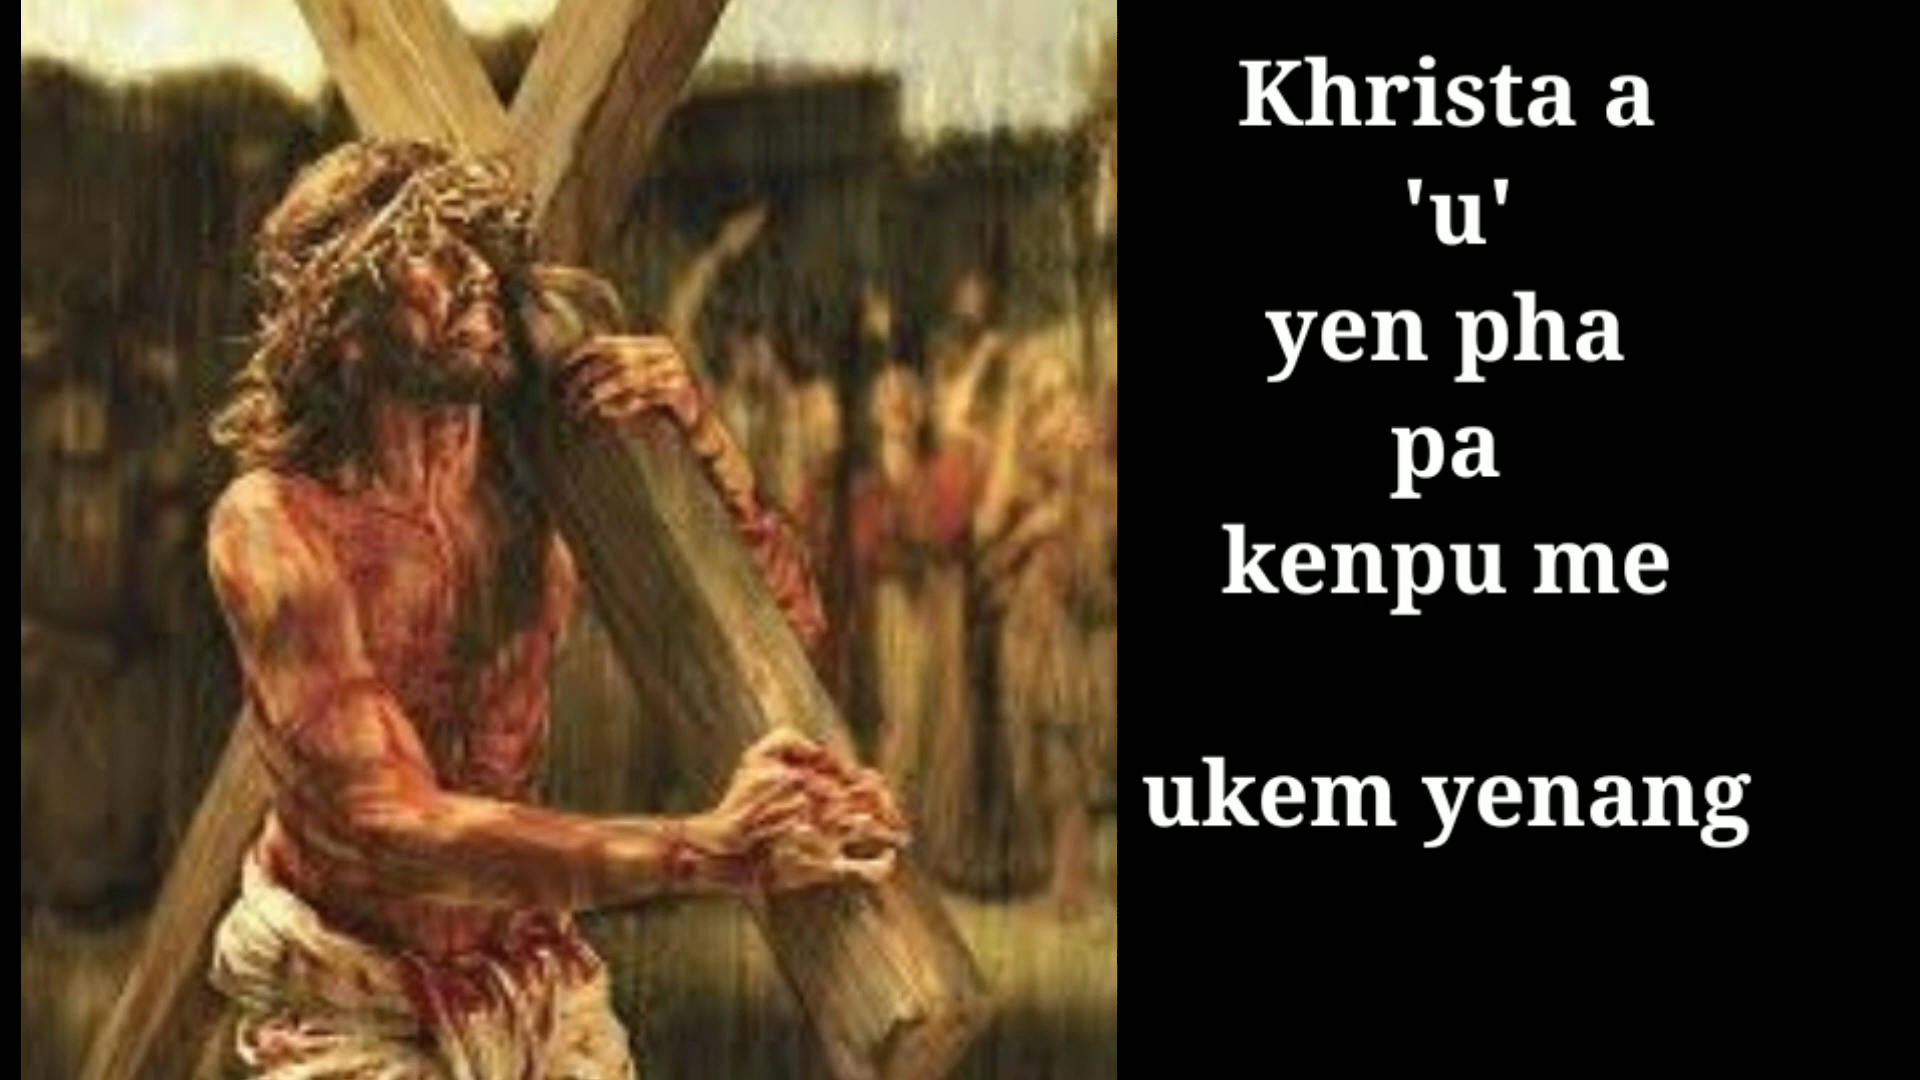 Khrista a
'u'
yen pha
pa
kenpu me
ukem yenang